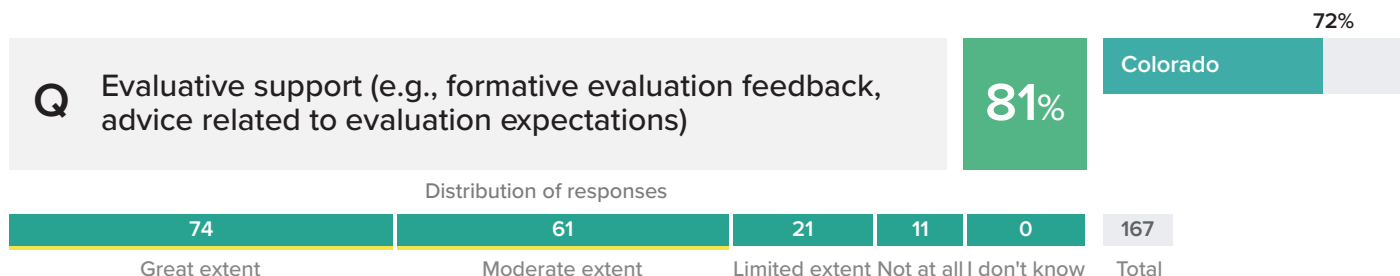 72%
Q
Evaluative support (e.g., formative evaluation feedback,
advice related to evaluation expectations)
81%
Colorado
Distribution of responses
74 61 21 11 0 167
Great extent Moderate extent Limited extent Not at all I don't know Total